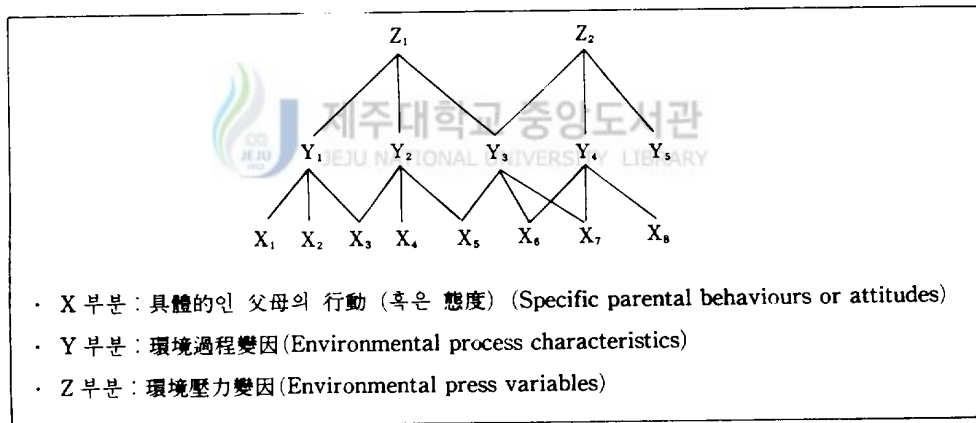 Z₁ Z₂
제주대학교 중앙도서관
JEJU NATIONAL UNIVERSITY LIBRARY
JEJU
1952
Y₁ Y₂ Y₃ Y₄ Y₅
X₁ X₂ X₃ X₄ X₅ X₆ X₇ X₈
· X 부분 : 具體的인 父母의 行動 (혹은 態度) (Specific parental behaviours or attitudes)
· Y 부분 : 環境過程變因(Environmental process characteristics)
· Z 부분 : 環境壓力變因(Environmental press variables)